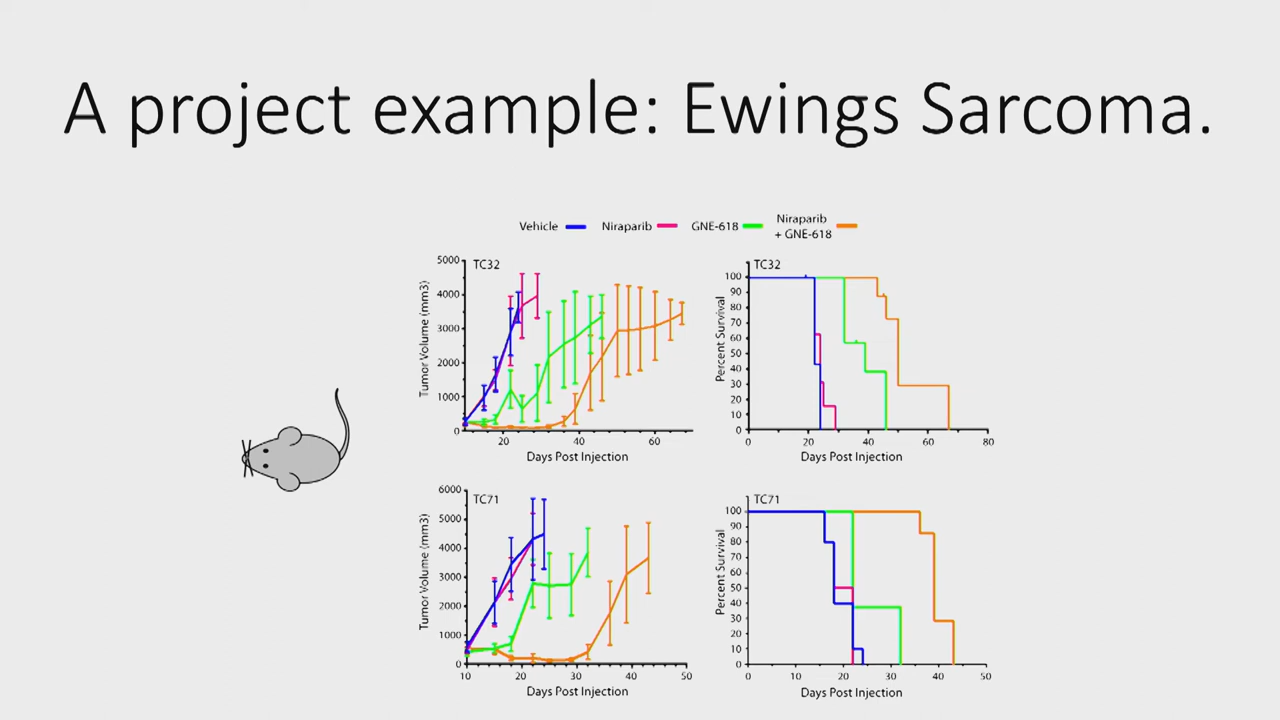 A project example: Ewings Sarcoma.
Vehicle Niraparib GNE-618 Niraparib + GNE-618
TC32
Tumor Volume (mm3)
5000
4000
3000
2000
1000
0
20 40 60
Days Post Injection
TC32
Percent Survival
100
90
80
70
60
50
40
30
20
10
0
0 20 40 60 80
Days Post Injection
TC71
Tumor Volume (mm3)
6000
5000
4000
3000
2000
1000
0
10 20 30 40 50
Days Post Injection
TC71
Percent Survival
100
90
80
70
60
50
40
30
20
10
0
0 10 20 30 40 50
Days Post Injection